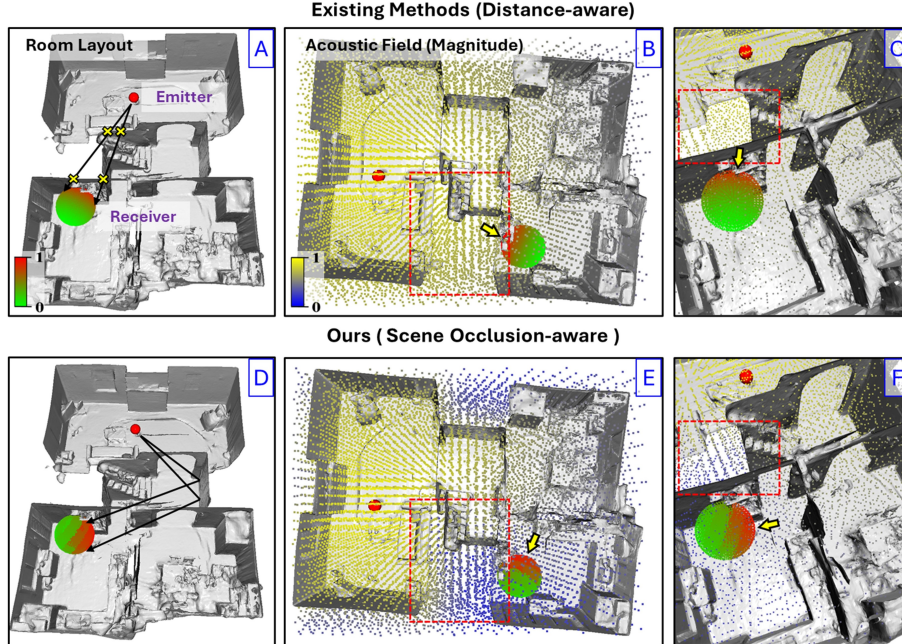 Existing Methods (Distance-aware)
Room Layout
A
Emitter
Receiver
1
0
Acoustic Field (Magnitude)
B
1
0
C
Ours ( Scene Occlusion-aware )
D
E
F